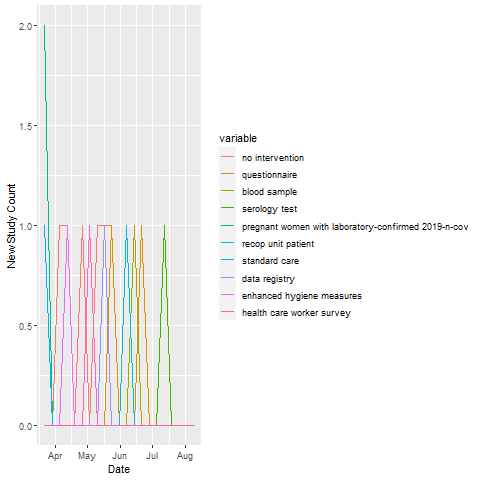 2.0
1.5
1.0
0.5
0.0
NewStudy Count
Apr May Jun Jul Aug
Date
variable
no intervention
questionnaire
blood sample
serology test
pregnant women with laboratory-confirmed 2019-n-cov
recop unit patient
standard care
data registry
enhanced hygiene measures
health care worker survey